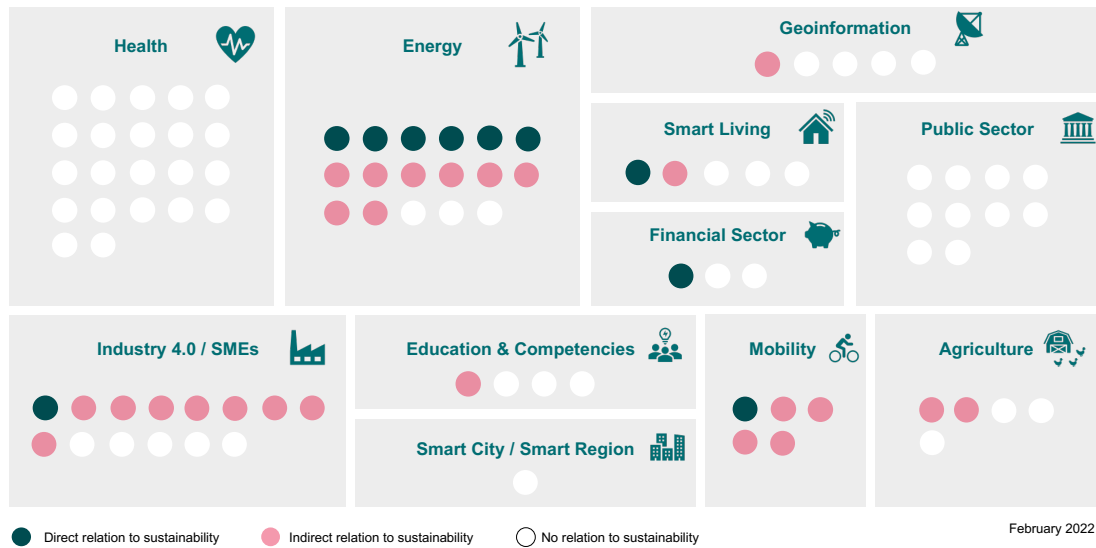 Health
Energy
Geoinformation
Smart Living
Public Sector
Financial Sector
Industry 4.0 / SMEs
Education & Competencies
Mobility
Agriculture
Smart City / Smart Region
Direct relation to sustainability
Indirect relation to sustainability
No relation to sustainability
February 2022